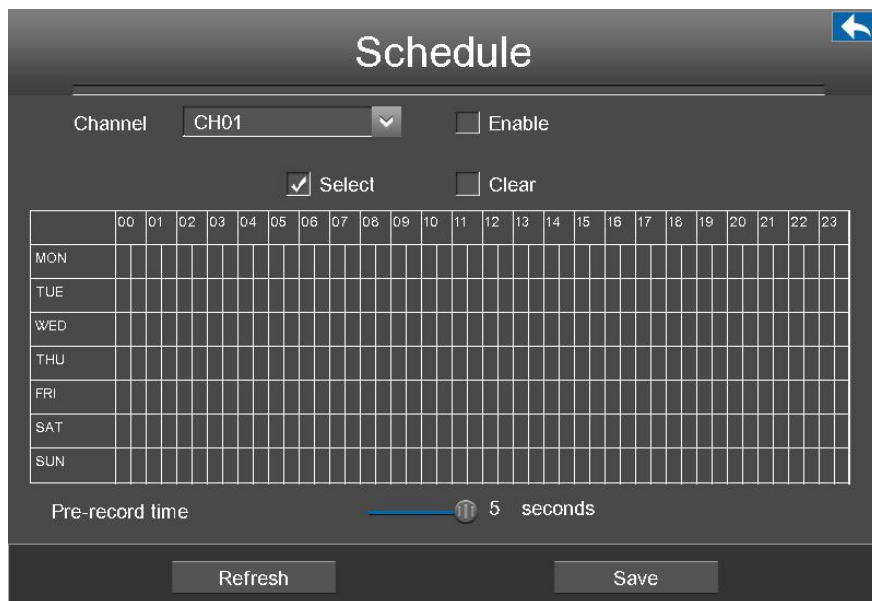 Schedule
Channel CH01 Enable
Select Clear
00 01 02 03 04 05 06 07 08 09 10 11 12 13 14 15 16 17 18 19 20 21 22 23
MON
TUE
WED
THU
FRI
SAT
SUN
Pre-record time 5 seconds
Refresh Save